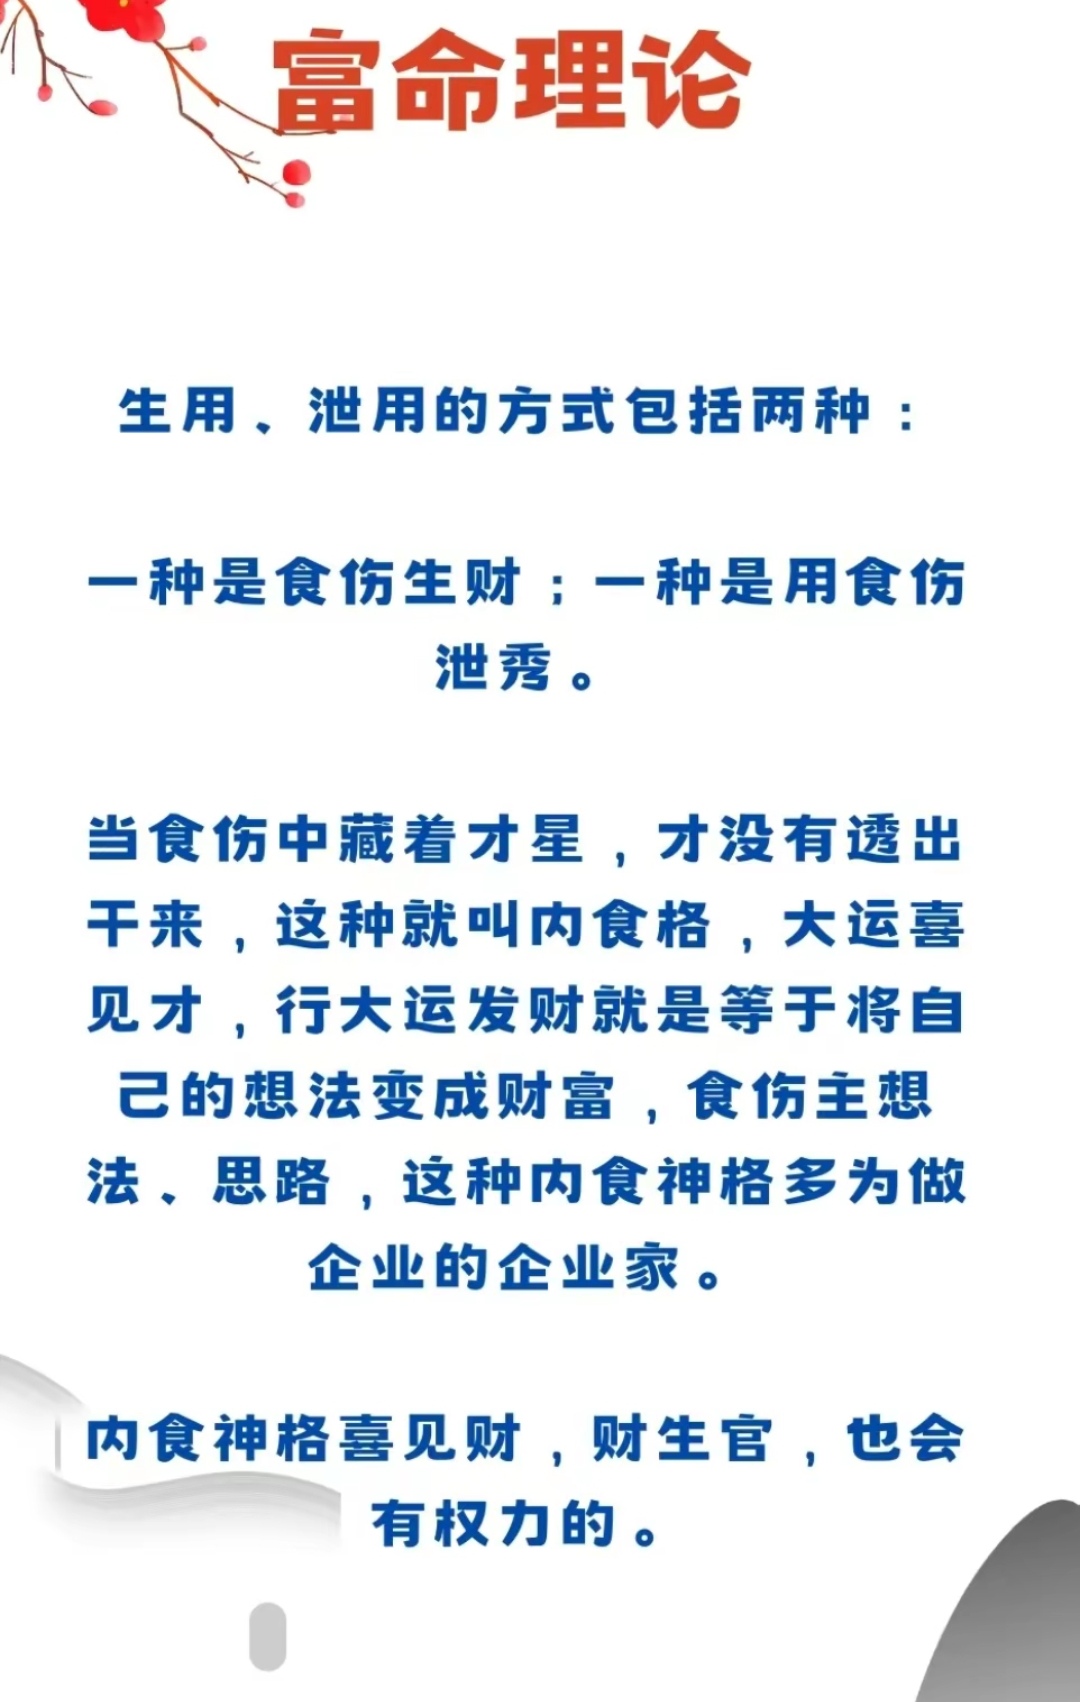 富命理论
生用、泄用的方式包括两种：
一种是食伤生财；一种是用食伤
泄秀。
当食伤中藏着才星，才没有透出
干来，这种就叫内食格，大运喜
见才，行大运发财就是等于将自
己的想法变成财富，食伤主想
法、思路，这种内食神格多为做
企业的企业家。
内食神格喜见财，财生官，也会
有权力的。